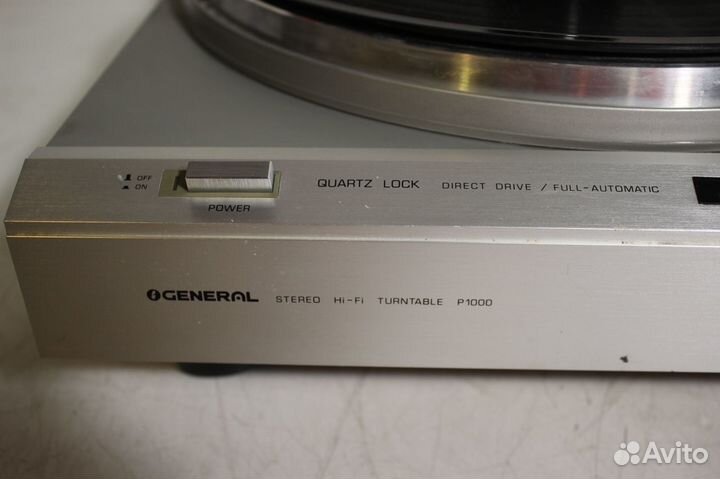 OFF
ON
POWER
QUARTZ LOCK DIRECT DRIVE / FULL-AUTOMATIC
GENERAL STEREO Hi-Fi TURNTABLE P1000
Avito